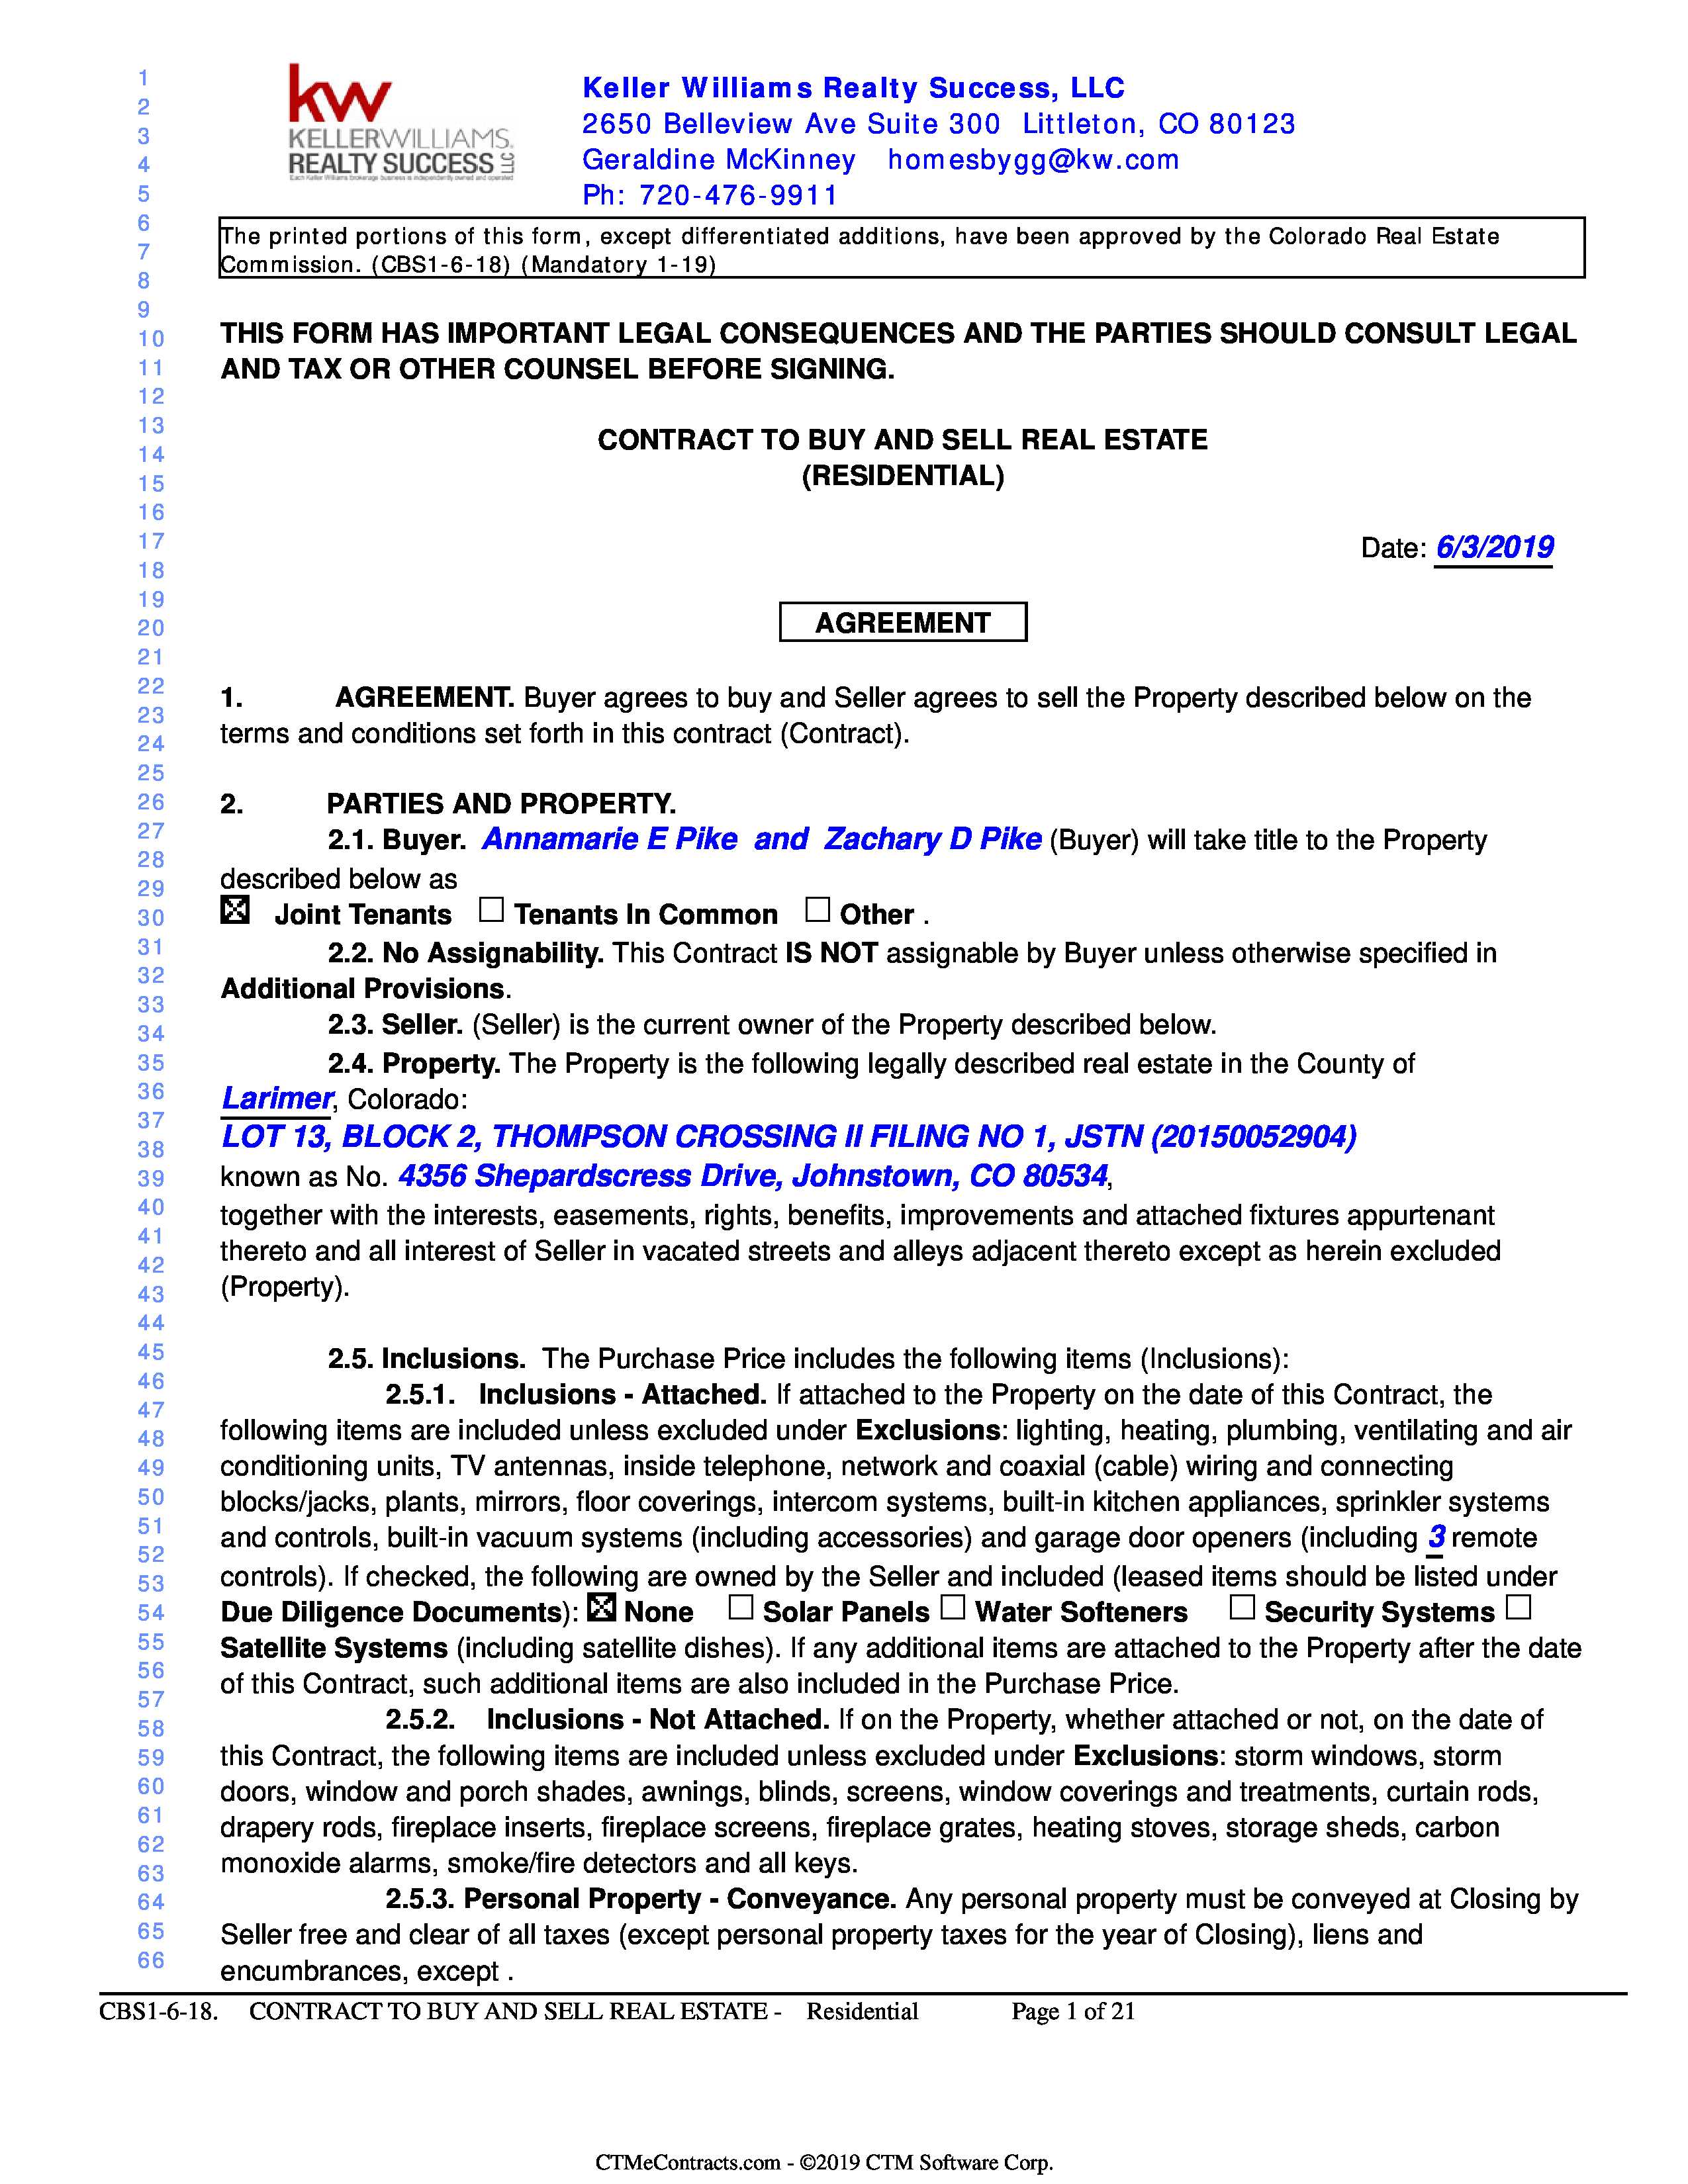 1
2
3
4
5
6
7
8
9
10
11
12
13
14
15
16
17
18
19
20
21
22
23
24
25
26
27
28
29
30
31
32
33
34
35
36
37
38
39
40
41
42
43
44
45
46
47
48
49
50
51
52
53
54
55
56
57
58
59
60
61
62
63
64
65
66
kw
KELLERWILLIAMS.
REALTY SUCCESS LLC
Each Keller Williams brokerage business is independently owned and operated
Keller Williams Realty Success, LLC
2650 Belleview Ave Suite 300 Littleton, CO 80123
Geraldine McKinney homesbygg@kw.com
Ph: 720-476-9911
The printed portions of this form, except differentiated additions, have been approved by the Colorado Real Estate
Commission. (CBS1-6-18) (Mandatory 1-19)
THIS FORM HAS IMPORTANT LEGAL CONSEQUENCES AND THE PARTIES SHOULD CONSULT LEGAL
AND TAX OR OTHER COUNSEL BEFORE SIGNING.
CONTRACT TO BUY AND SELL REAL ESTATE
(RESIDENTIAL)
Date: 6/3/2019
AGREEMENT
1. AGREEMENT. Buyer agrees to buy and Seller agrees to sell the Property described below on the
terms and conditions set forth in this contract (Contract).
2. PARTIES AND PROPERTY.
2.1. Buyer. Annamarie E Pike and Zachary D Pike (Buyer) will take title to the Property
described below as
☒ Joint Tenants ☐ Tenants In Common ☐ Other .
2.2. No Assignability. This Contract IS NOT assignable by Buyer unless otherwise specified in
Additional Provisions.
2.3. Seller. (Seller) is the current owner of the Property described below.
2.4. Property. The Property is the following legally described real estate in the County of
Larimer, Colorado:
LOT 13, BLOCK 2, THOMPSON CROSSING II FILING NO 1, JSTN (20150052904)
known as No. 4356 Shepardscress Drive, Johnstown, CO 80534,
together with the interests, easements, rights, benefits, improvements and attached fixtures appurtenant
thereto and all interest of Seller in vacated streets and alleys adjacent thereto except as herein excluded
(Property).
2.5. Inclusions. The Purchase Price includes the following items (Inclusions):
2.5.1. Inclusions - Attached. If attached to the Property on the date of this Contract, the
following items are included unless excluded under Exclusions: lighting, heating, plumbing, ventilating and air
conditioning units, TV antennas, inside telephone, network and coaxial (cable) wiring and connecting
blocks/jacks, plants, mirrors, floor coverings, intercom systems, built-in kitchen appliances, sprinkler systems
and controls, built-in vacuum systems (including accessories) and garage door openers (including 3 remote
controls). If checked, the following are owned by the Seller and included (leased items should be listed under
Due Diligence Documents): ☒ None ☐ Solar Panels ☐ Water Softeners ☐ Security Systems ☐
Satellite Systems (including satellite dishes). If any additional items are attached to the Property after the date
of this Contract, such additional items are also included in the Purchase Price.
2.5.2. Inclusions - Not Attached. If on the Property, whether attached or not, on the date of
this Contract, the following items are included unless excluded under Exclusions: storm windows, storm
doors, window and porch shades, awnings, blinds, screens, window coverings and treatments, curtain rods,
drapery rods, fireplace inserts, fireplace screens, fireplace grates, heating stoves, storage sheds, carbon
monoxide alarms, smoke/fire detectors and all keys.
2.5.3. Personal Property - Conveyance. Any personal property must be conveyed at Closing by
Seller free and clear of all taxes (except personal property taxes for the year of Closing), liens and
encumbrances, except .
CBS1-6-18. CONTRACT TO BUY AND SELL REAL ESTATE - Residential Page 1 of 21
CTMeContracts.com - ©2019 CTM Software Corp.